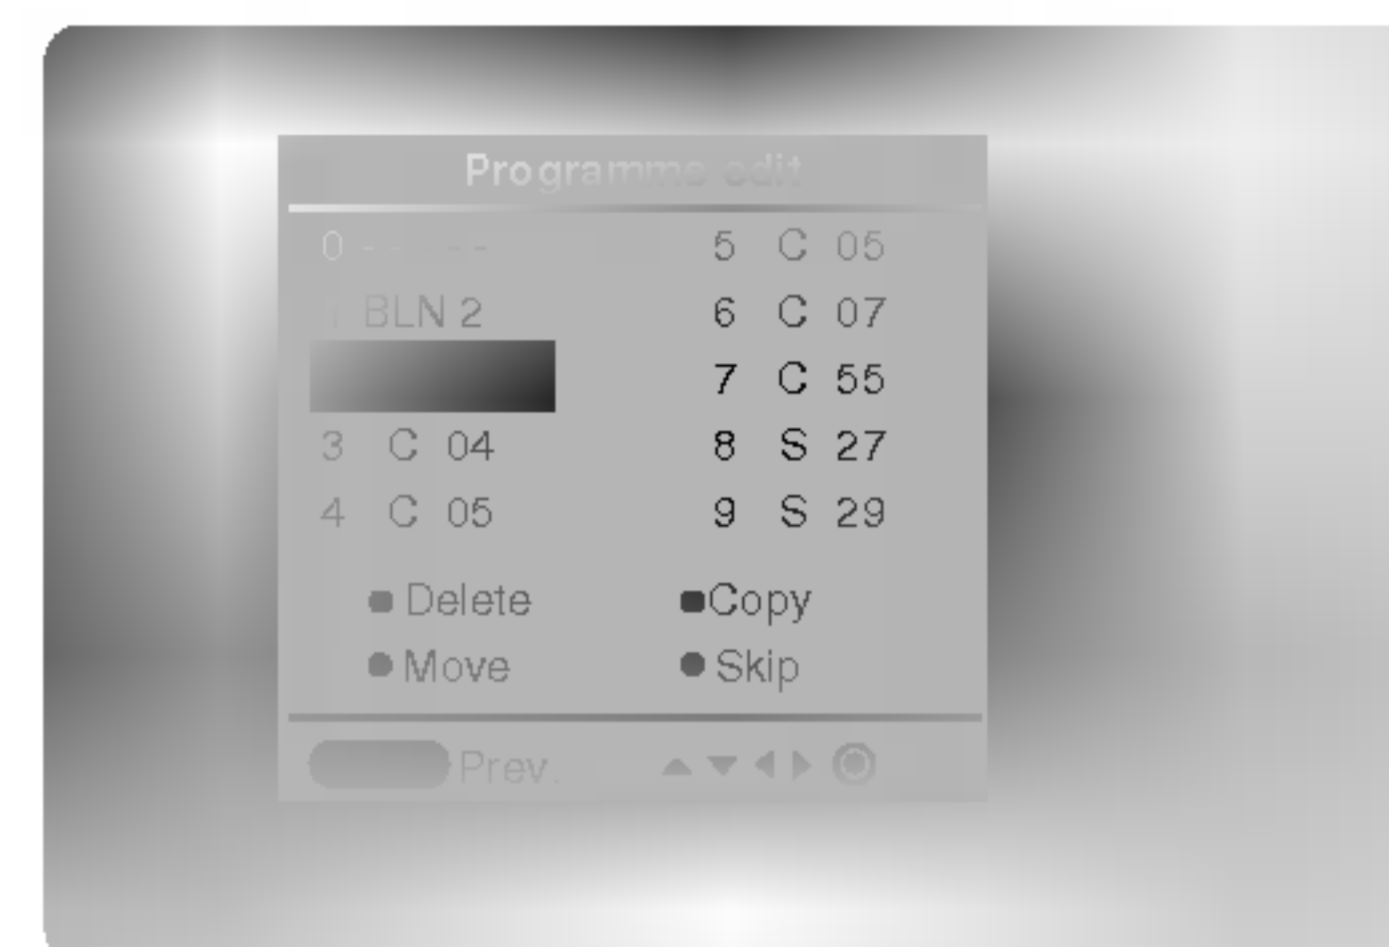 Programme edit
0 - - - -
1 BLN 2
3 C 04
4 C 05
5 C 05
6 C 07
7 C 55
8 S 27
9 S 29
Delete
Copy
Move
Skip
Prev.